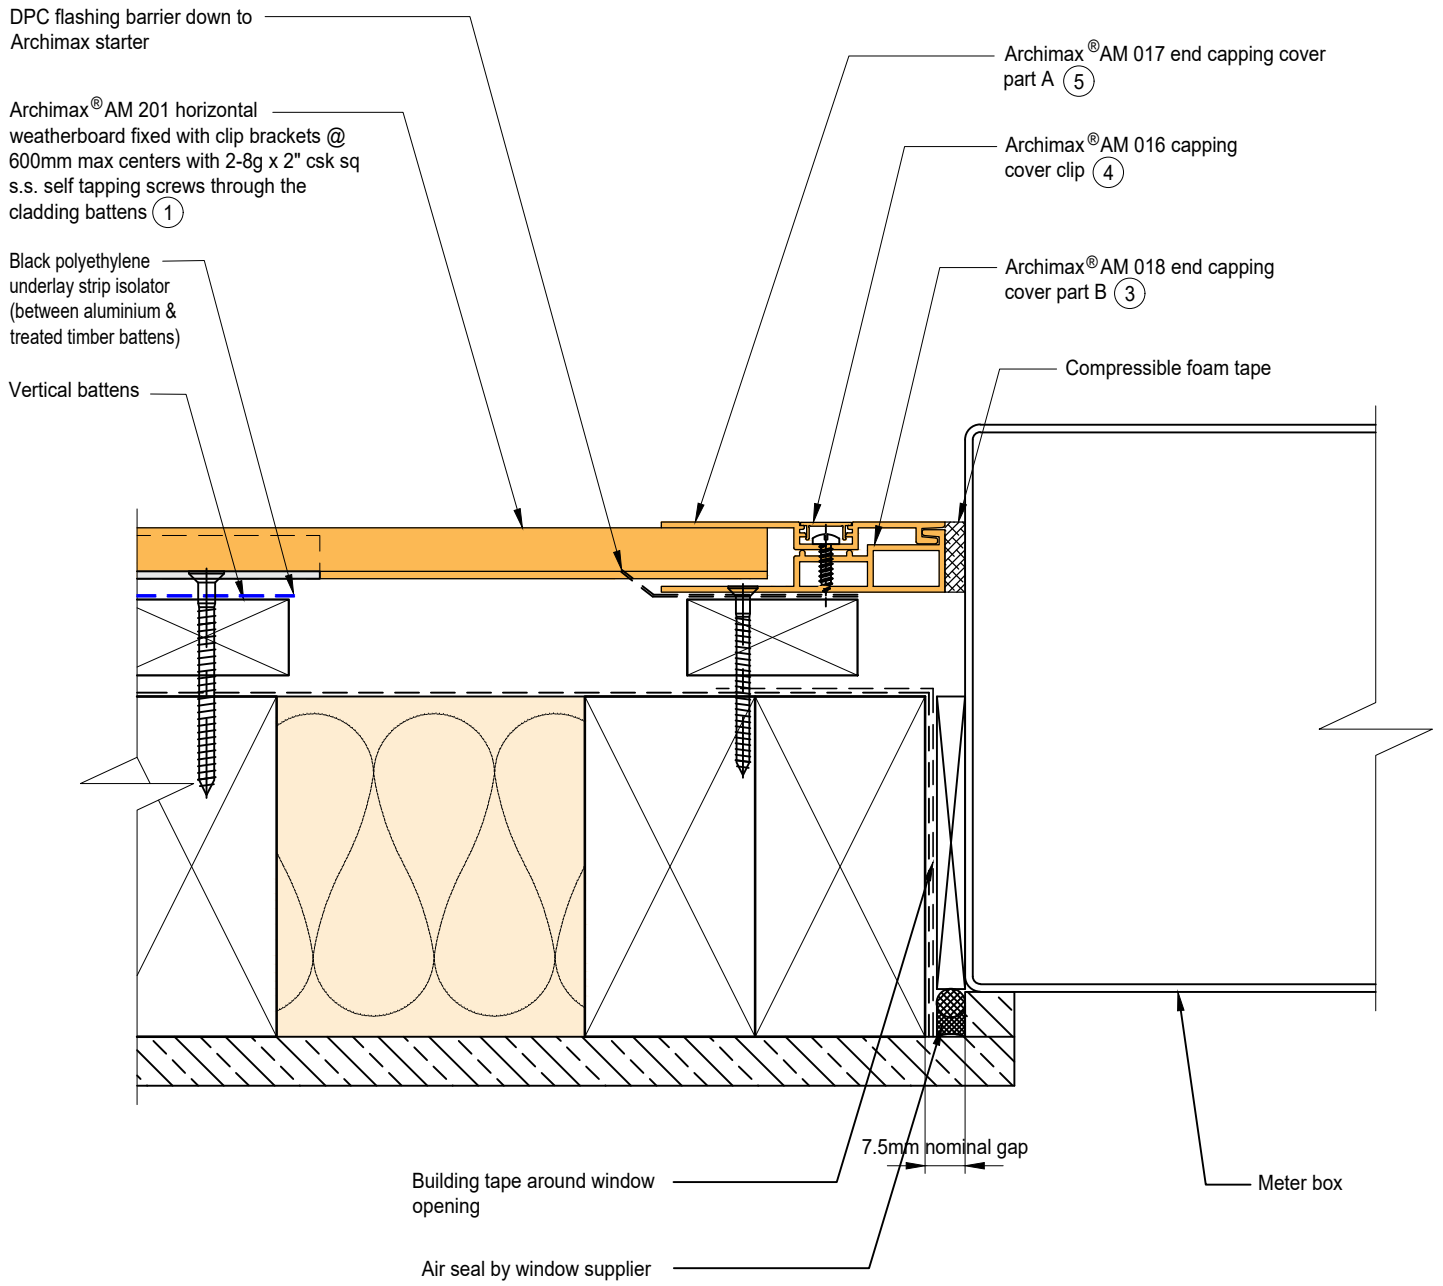 DPC flashing barrier down to
Archimax starter
Archimax® AM 201 horizontal
weatherboard fixed with clip brackets @
600mm max centers with 2-8g x 2" csk sq
s.s. self tapping screws through the
cladding battens 1
Black polyethylene
underlay strip isolator
(between aluminium &
treated timber battens)
Vertical battens
Archimax® AM 017 end capping cover
part A 5
Archimax® AM 016 capping
cover clip 4
Archimax® AM 018 end capping
cover part B 3
Compressible foam tape
7.5mm nominal gap
Building tape around window
opening
Meter box
Air seal by window supplier